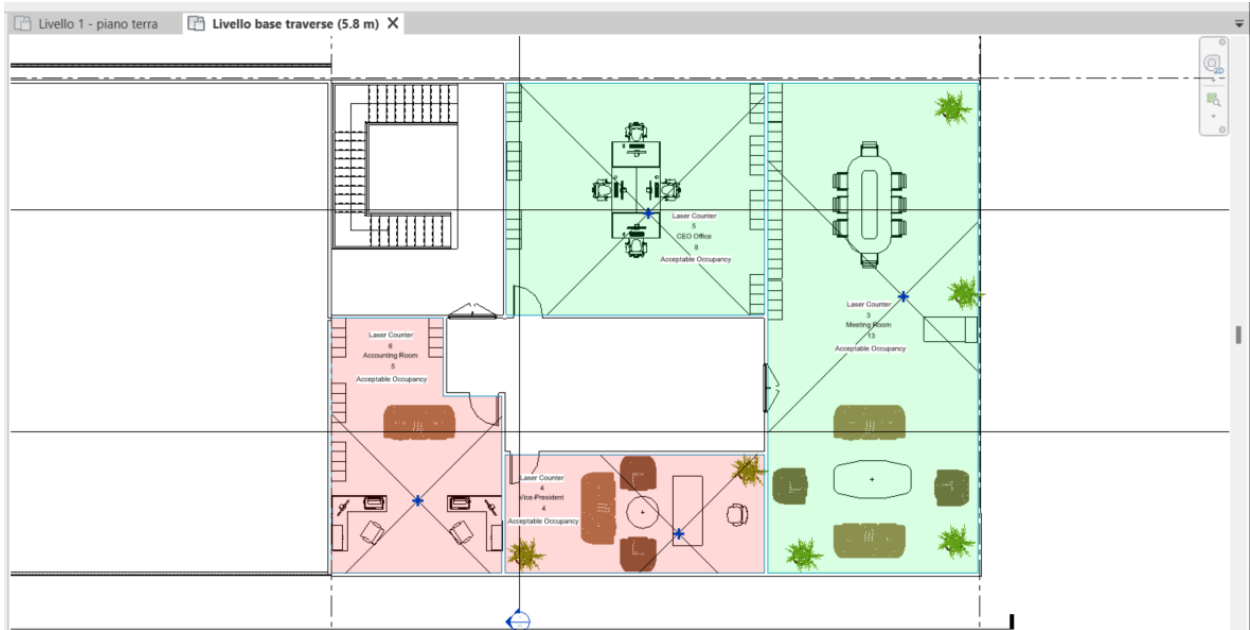 Livello 1 - piano terra
Livello base traverse (5.8 m)
2D
Laser Counter
5
CEO Office
8
Acceptable Occupancy
Laser Counter
3
Meeting Room
13
Acceptable Occupancy
Laser Counter
6
Accounting Room
5
Acceptable Occupancy
Laser Counter
4
Vice-President
4
Acceptable Occupancy